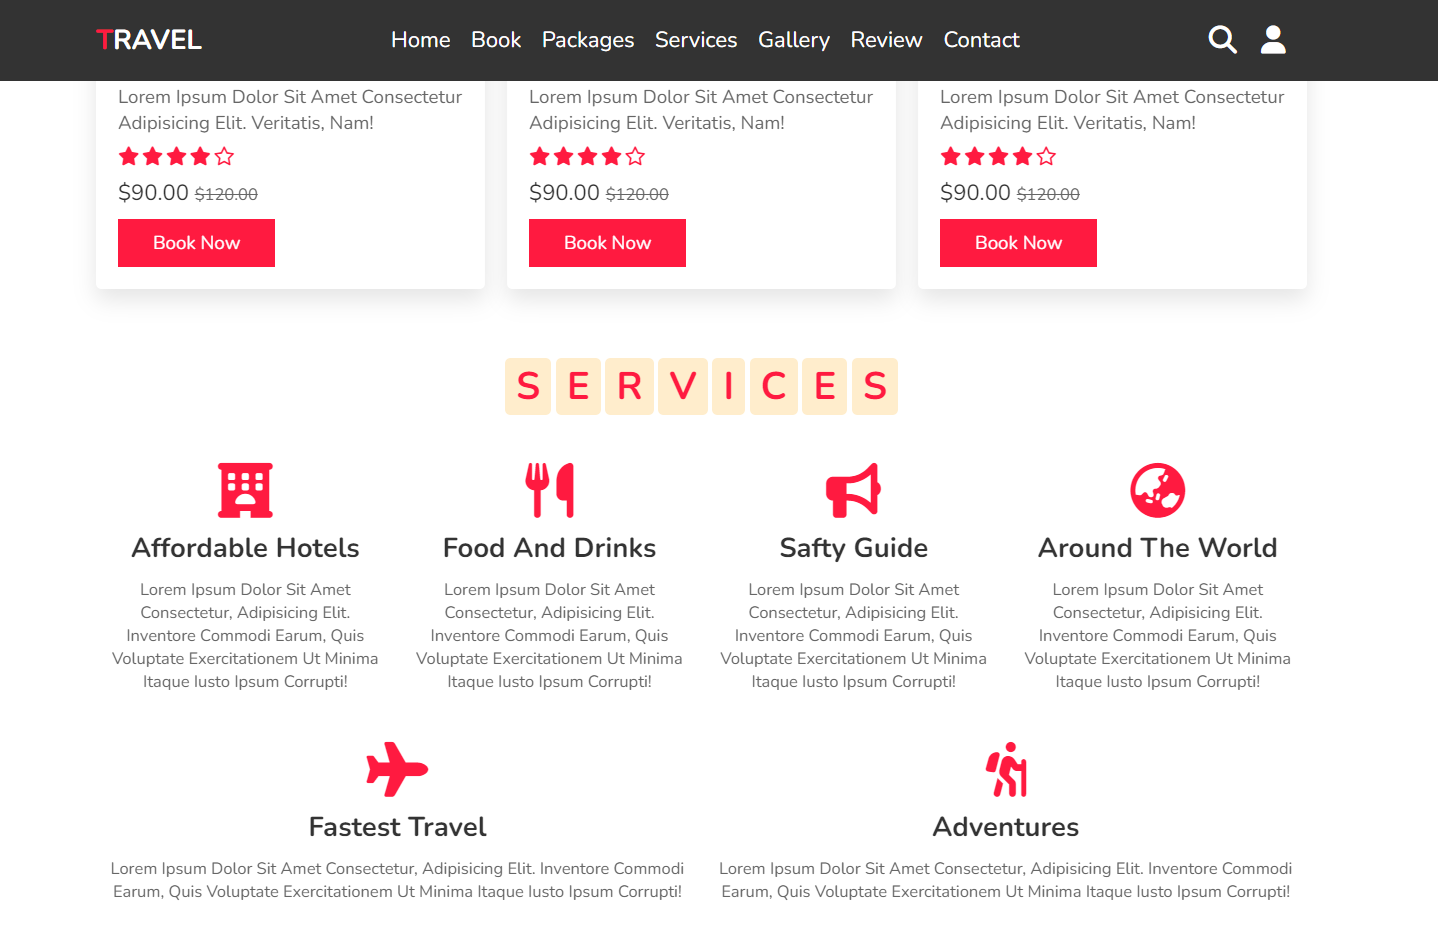 TRAVEL
Home Book Packages Services Gallery Review Contact
Lorem Ipsum Dolor Sit Amet Consectetur
Adipisicing Elit. Veritatis, Nam!
$90.00 $120.00
Book Now
Lorem Ipsum Dolor Sit Amet Consectetur
Adipisicing Elit. Veritatis, Nam!
$90.00 $120.00
Book Now
Lorem Ipsum Dolor Sit Amet Consectetur
Adipisicing Elit. Veritatis, Nam!
$90.00 $120.00
Book Now
SERVICES
Affordable Hotels
Lorem Ipsum Dolor Sit Amet
Consectetur, Adipisicing Elit.
Inventore Commodi Earum, Quis
Voluptate Exercitationem Ut Minima
Itaque Iusto Ipsum Corrupti!
Food And Drinks
Lorem Ipsum Dolor Sit Amet
Consectetur, Adipisicing Elit.
Inventore Commodi Earum, Quis
Voluptate Exercitationem Ut Minima
Itaque Iusto Ipsum Corrupti!
Safty Guide
Lorem Ipsum Dolor Sit Amet
Consectetur, Adipisicing Elit.
Inventore Commodi Earum, Quis
Voluptate Exercitationem Ut Minima
Itaque Iusto Ipsum Corrupti!
Around The World
Lorem Ipsum Dolor Sit Amet
Consectetur, Adipisicing Elit.
Inventore Commodi Earum, Quis
Voluptate Exercitationem Ut Minima
Itaque Iusto Ipsum Corrupti!
Fastest Travel
Lorem Ipsum Dolor Sit Amet Consectetur, Adipisicing Elit. Inventore Commodi
Earum, Quis Voluptate Exercitationem Ut Minima Itaque Iusto Ipsum Corrupti!
Adventures
Lorem Ipsum Dolor Sit Amet Consectetur, Adipisicing Elit. Inventore Commodi
Earum, Quis Voluptate Exercitationem Ut Minima Itaque Iusto Ipsum Corrupti!